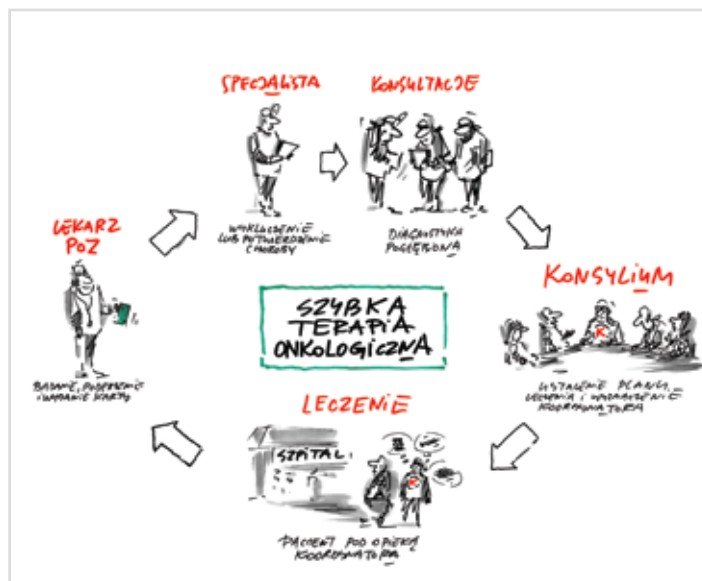 SPECJALISTA
WYKLUCZENIE
LUB POTWIERDZENIE
CHOROBY
KONSULTACJE
DIAGNOSTYKA
POGŁĘBIONA
LEKARZ
POZ
BADANIE, PODEJRZENIE
I WYDANIE KARTY
SZYBKA
TERAPIA
ONKOLOGICZNA
KONSYLIUM
K
USTALENIE PLANU
LECZENIA I WYZNACZENIE
KOORDYNATORA
LECZENIE
SZPITAL
K
PACJENT POD OPIEKĄ
KOORDYNATORA